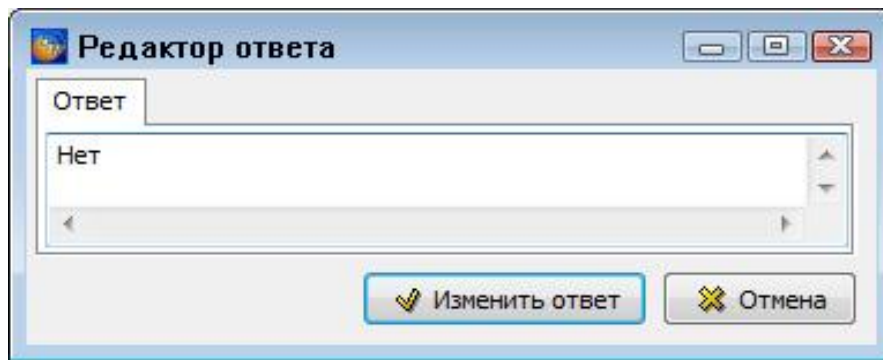 Редактор ответа
Ответ
Нет
Изменить ответ
Отмена